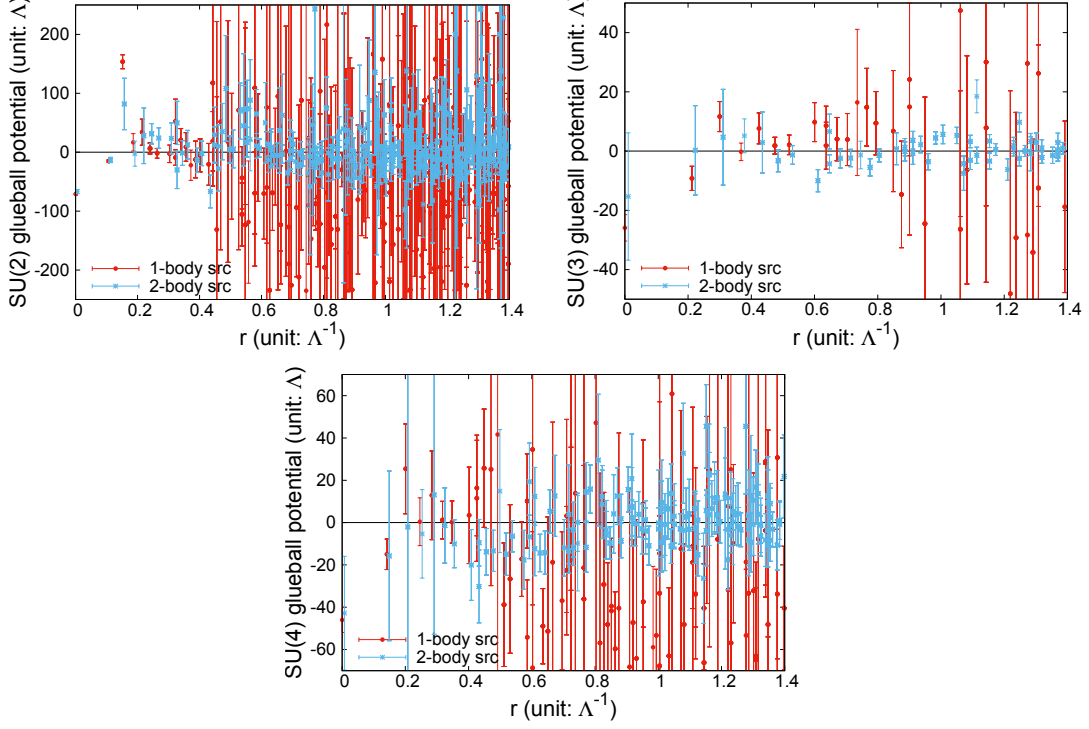 SU(2) glueball potential (unit: Λ)
200
100
0
-100
-200
1-body src
2-body src
0 0.2 0.4 0.6 0.8 1 1.2 1.4
r (unit: Λ⁻¹)
SU(3) glueball potential (unit: Λ)
40
20
0
-20
-40
1-body src
2-body src
0 0.2 0.4 0.6 0.8 1 1.2 1.4
r (unit: Λ⁻¹)
SU(4) glueball potential (unit: Λ)
60
40
20
0
-20
-40
-60
1-body src
2-body src
0 0.2 0.4 0.6 0.8 1 1.2 1.4
r (unit: Λ⁻¹)